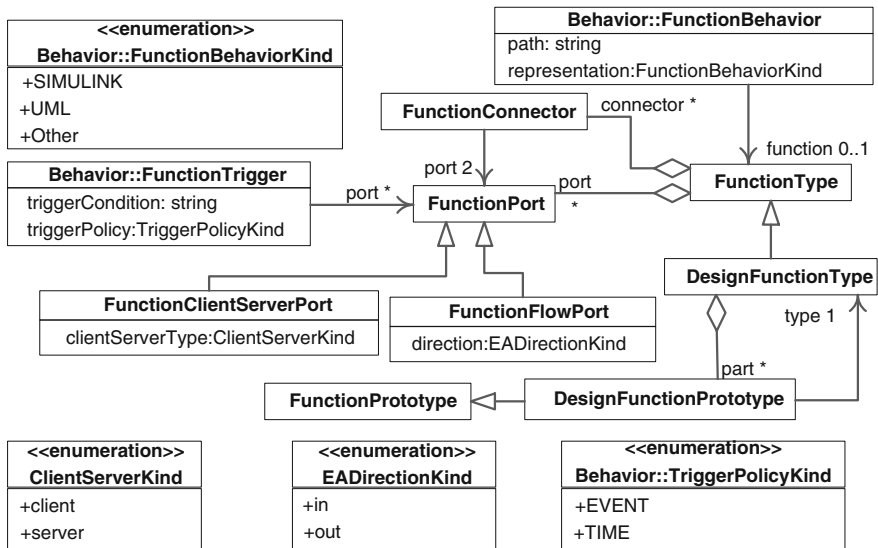 <<enumeration>>
Behavior::FunctionBehaviorKind
+SIMULINK
+UML
+Other
Behavior::FunctionBehavior
path: string
representation:FunctionBehaviorKind
FunctionConnector
connector *
function 0..1
Behavior::FunctionTrigger
triggerCondition: string
triggerPolicy:TriggerPolicyKind
port *
port 2
FunctionPort
port
*
FunctionType
DesignFunctionType
FunctionClientServerPort
clientServerType:ClientServerKind
FunctionFlowPort
direction:EADirectionKind
type 1
part *
FunctionPrototype
DesignFunctionPrototype
<<enumeration>>
ClientServerKind
+client
+server
<<enumeration>>
EADirectionKind
+in
+out
<<enumeration>>
Behavior::TriggerPolicyKind
+EVENT
+TIME